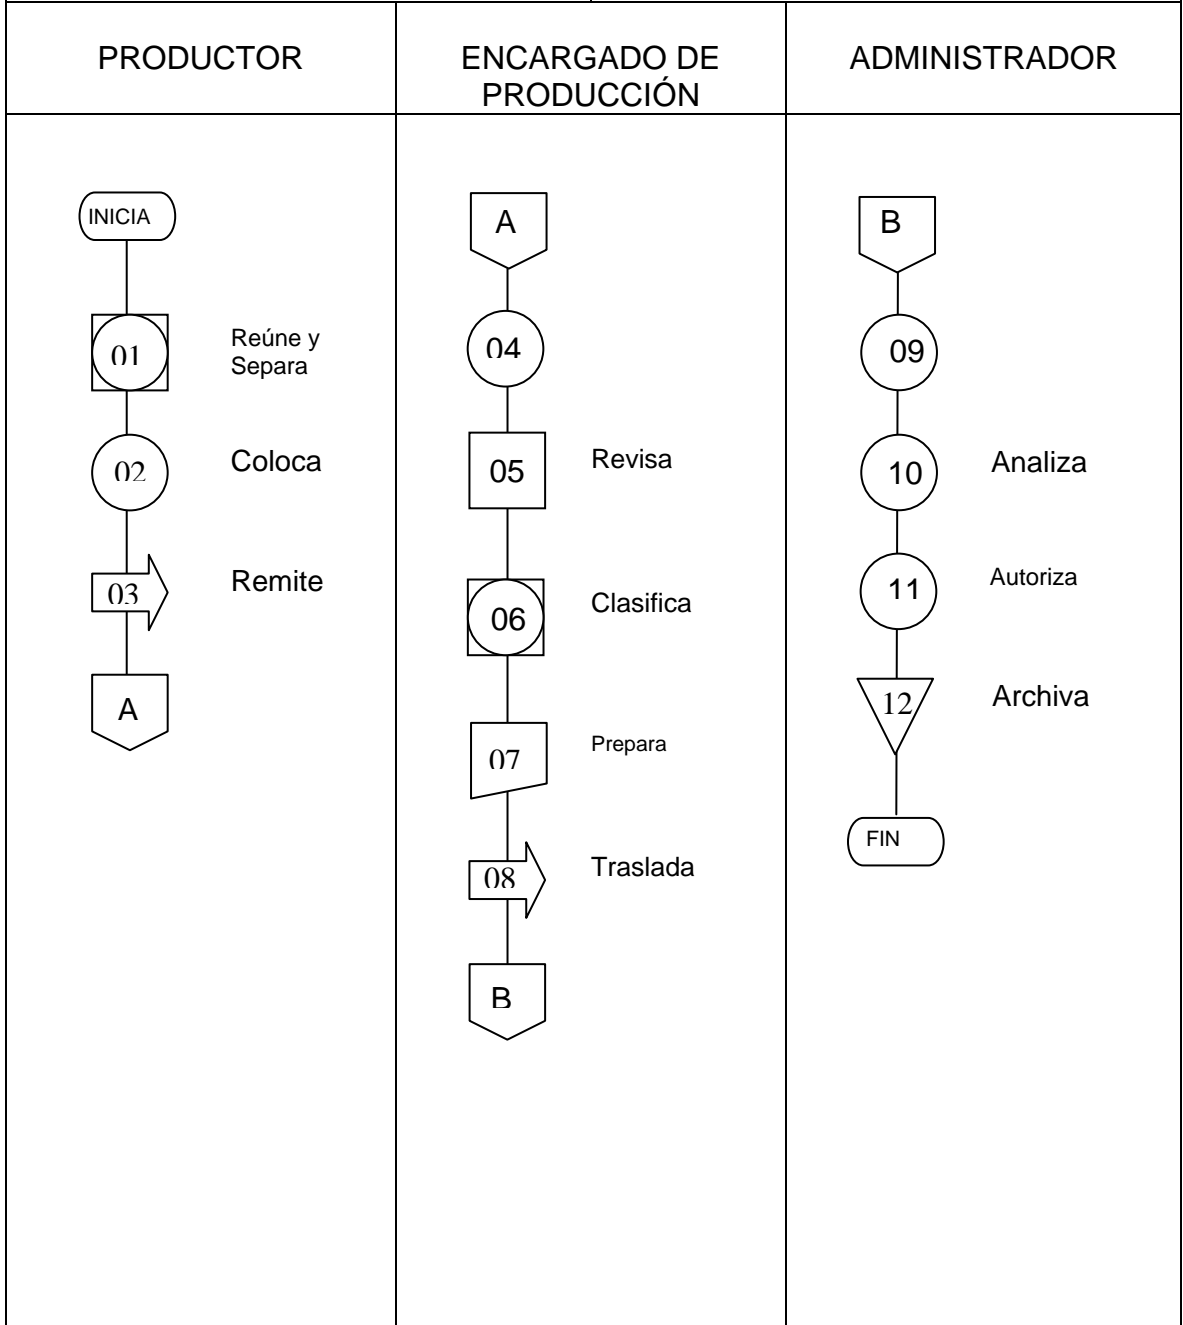 PRODUCTOR
ENCARGADO DE
PRODUCCIÓN
ADMINISTRADOR
INICIA
01
Reúne y
Separa
02
Coloca
03
Remite
A
A
04
05
Revisa
06
Clasifica
07
Prepara
08
Traslada
B
B
09
10
Analiza
11
Autoriza
12
Archiva
FIN